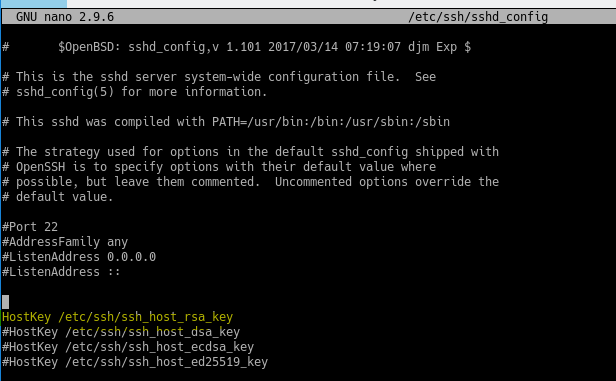 GNU nano 2.9.6 /etc/ssh/sshd_config
# $OpenBSD: sshd_config,v 1.101 2017/03/14 07:19:07 djm Exp $
# This is the sshd server system-wide configuration file.  See
# sshd_config(5) for more information.
# This sshd was compiled with PATH=/usr/bin:/bin:/usr/sbin:/sbin
# The strategy used for options in the default sshd_config shipped with
# OpenSSH is to specify options with their default value where
# possible, but leave them commented.  Uncommented options override the
# default value.
#Port 22
#AddressFamily any
#ListenAddress 0.0.0.0
#ListenAddress ::
HostKey /etc/ssh/ssh_host_rsa_key
#HostKey /etc/ssh/ssh_host_dsa_key
#HostKey /etc/ssh/ssh_host_ecdsa_key
#HostKey /etc/ssh/ssh_host_ed25519_key